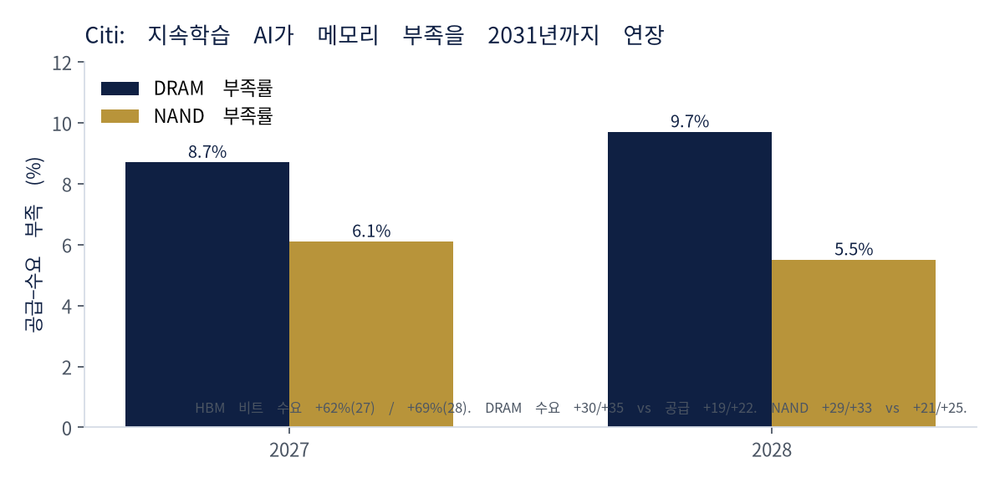 Citi: 지속학습 AI가 메모리 부족을 2031년까지 연장
12
DRAM 부족률
NAND 부족률
10
8
6
4
2
0
공급−수요 부족 (%)
8.7%
6.1%
9.7%
5.5%
HBM 비트 수요 +62%(27) / +69%(28). DRAM 수요 +30/+35 vs 공급 +19/+22. NAND +29/+33 vs +21/+25.
2027
2028